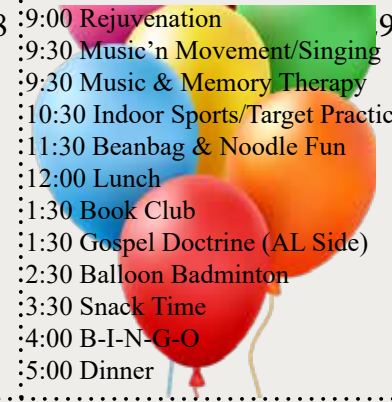 8 9:00 Rejuvenation 9
9:30 Music’n Movement/Singing
9:30 Music & Memory Therapy
10:30 Indoor Sports/Target Practic
11:30 Beanbag & Noodle Fun
12:00 Lunch
1:30 Book Club
1:30 Gospel Doctrine (AL Side)
2:30 Balloon Badminton
3:30 Snack Time
4:00 B-I-N-G-O
5:00 Dinner